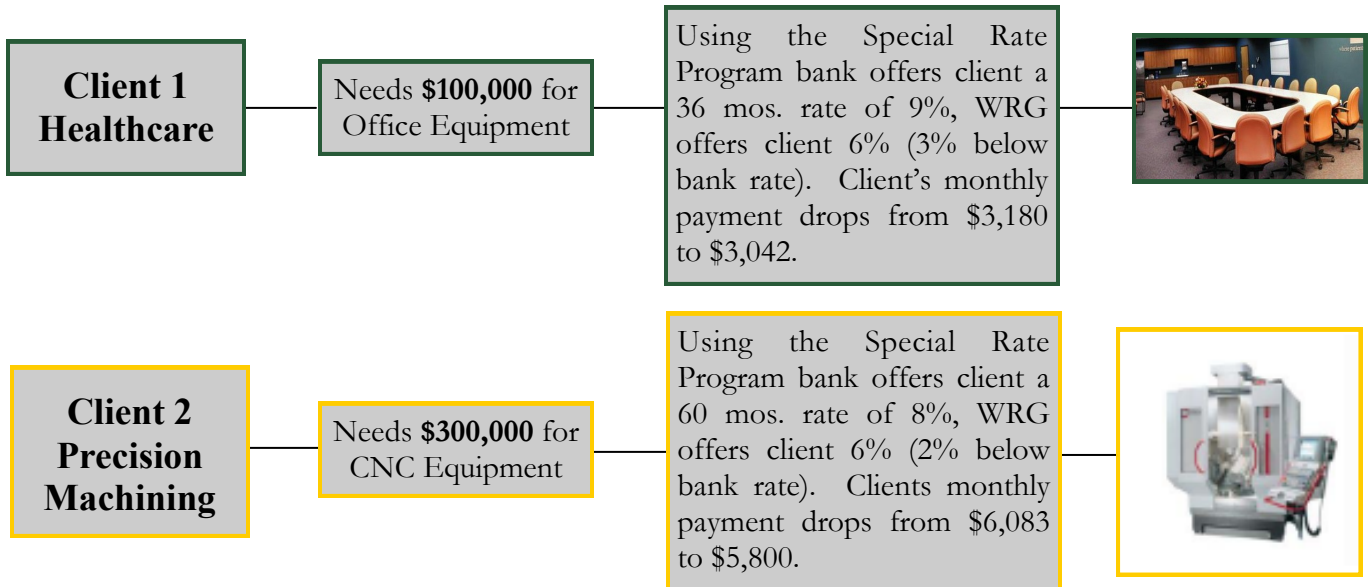 Client 1
Healthcare
Needs $100,000 for
Office Equipment
Using the Special Rate
Program bank offers client a
36 mos. rate of 9%, WRG
offers client 6% (3% below
bank rate). Client's monthly
payment drops from $3,180
to $3,042.
Client 2
Precision
Machining
Needs $300,000 for
CNC Equipment
Using the Special Rate
Program bank offers client a
60 mos. rate of 8%, WRG
offers client 6% (2% below
bank rate). Clients monthly
payment drops from $6,083
to $5,800.